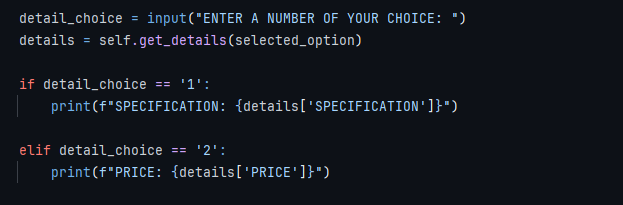 detail_choice = input("ENTER A NUMBER OF YOUR CHOICE: ")
details = self.get_details(selected_option)
if detail_choice == '1':
print(f"SPECIFICATION: {details['SPECIFICATION']}")
elif detail_choice == '2':
print(f"PRICE: {details['PRICE']}")